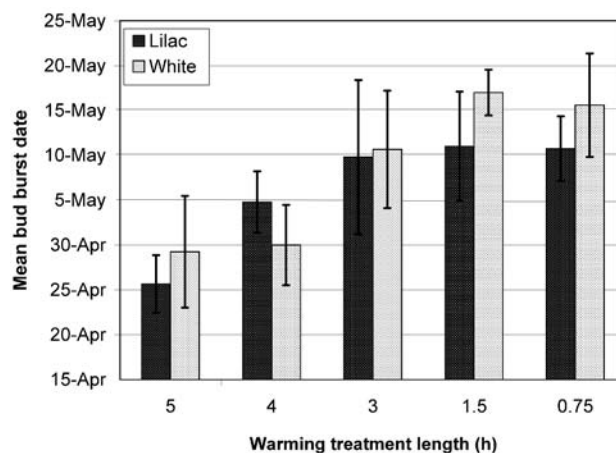 25-May
20-May
15-May
10-May
5-May
30-Apr
25-Apr
20-Apr
15-Apr
Mean bud burst date
Lilac
White
5 4 3 1.5 0.75
Warming treatment length (h)